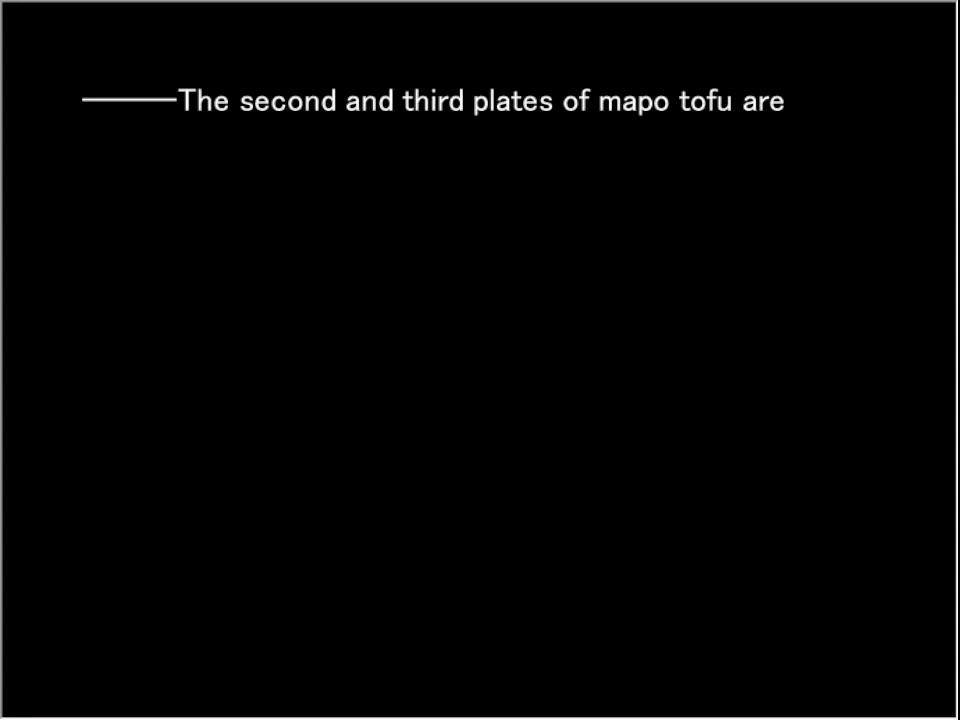 ――――The second and third plates of mapo tofu are